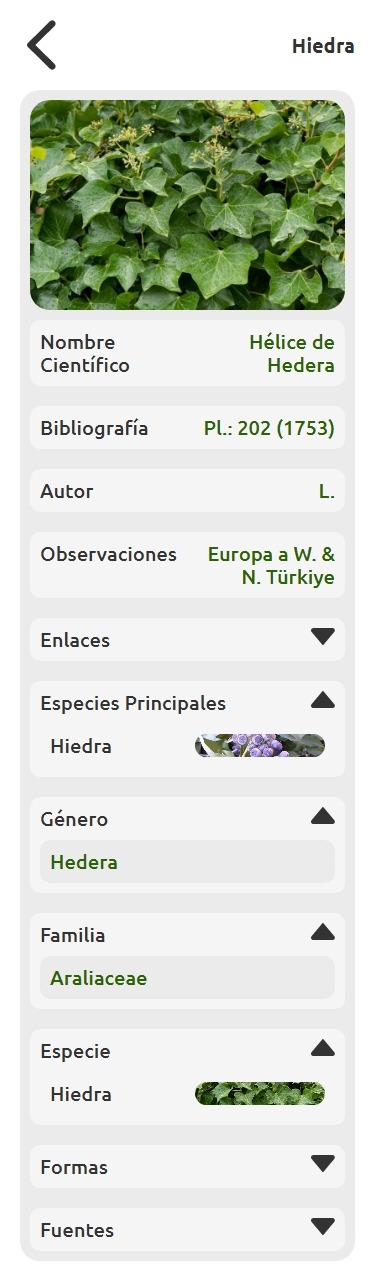 Hiedra
Nombre
Científico
Hélice de
Hedera
Bibliografía
Pl.: 202 (1753)
Autor
L.
Observaciones
Europa a W. &
N. Türkiye
Enlaces
Especies Principales
Hiedra
Género
Hedera
Familia
Araliaceae
Especie
Hiedra
Formas
Fuentes